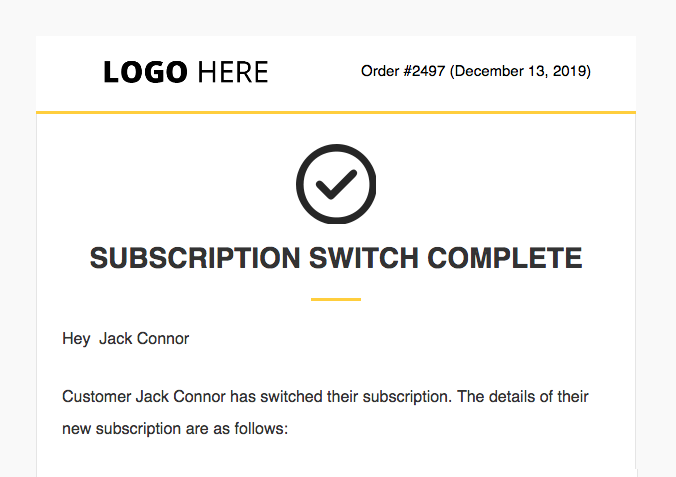 LOGO HERE
Order #2497 (December 13, 2019)
SUBSCRIPTION SWITCH COMPLETE
Hey  Jack Connor
Customer Jack Connor has switched their subscription. The details of their
new subscription are as follows: